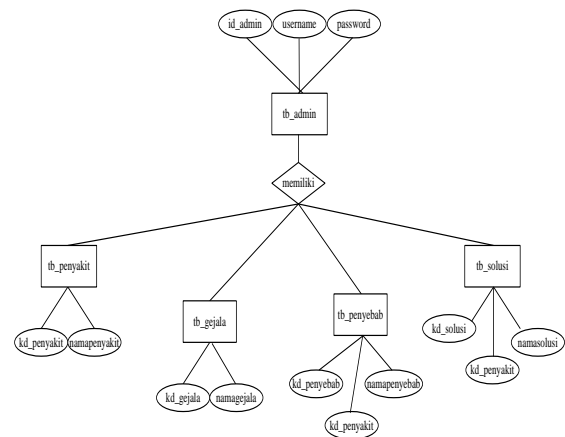 id_admin
username
password
tb_admin
memiliki
tb_penyakit
tb_solusi
tb_gejala
tb_penyebab
kd_penyakit
namapenyakit
kd_solusi
namasolusi
kd_penyakit
kd_gejala
namagejala
kd_penyebab
namapenyebab
kd_penyakit